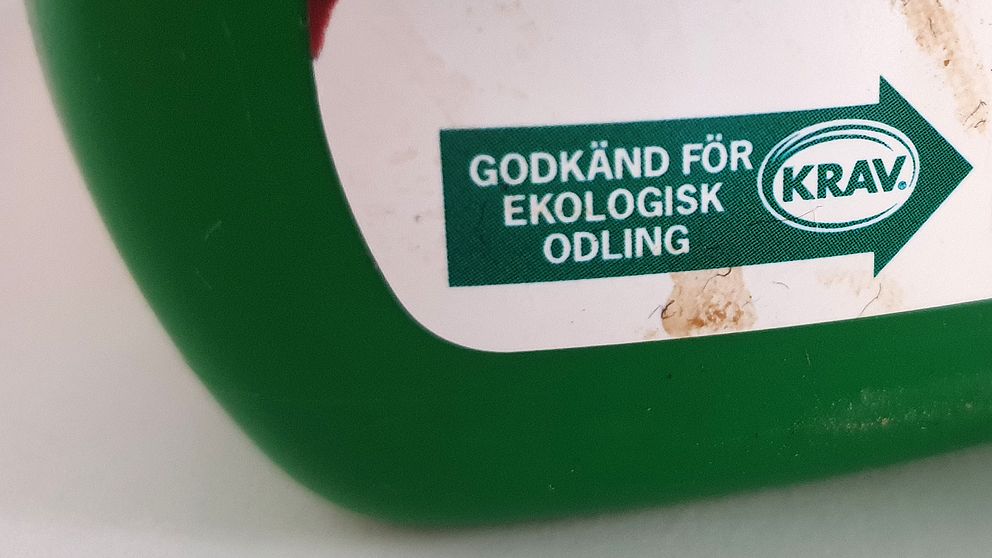 GODKÄND FÖR
EKOLOGISK
ODLING
KRAV